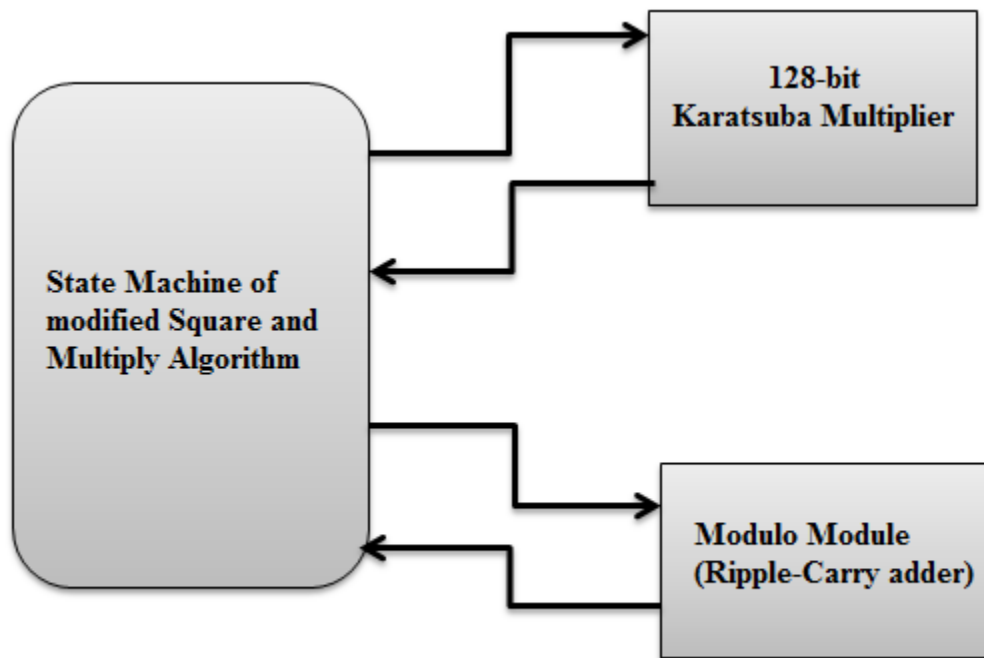 128-bit
Karatsuba Multiplier
State Machine of
modified Square and
Multiply Algorithm
Modulo Module
(Ripple-Carry adder)